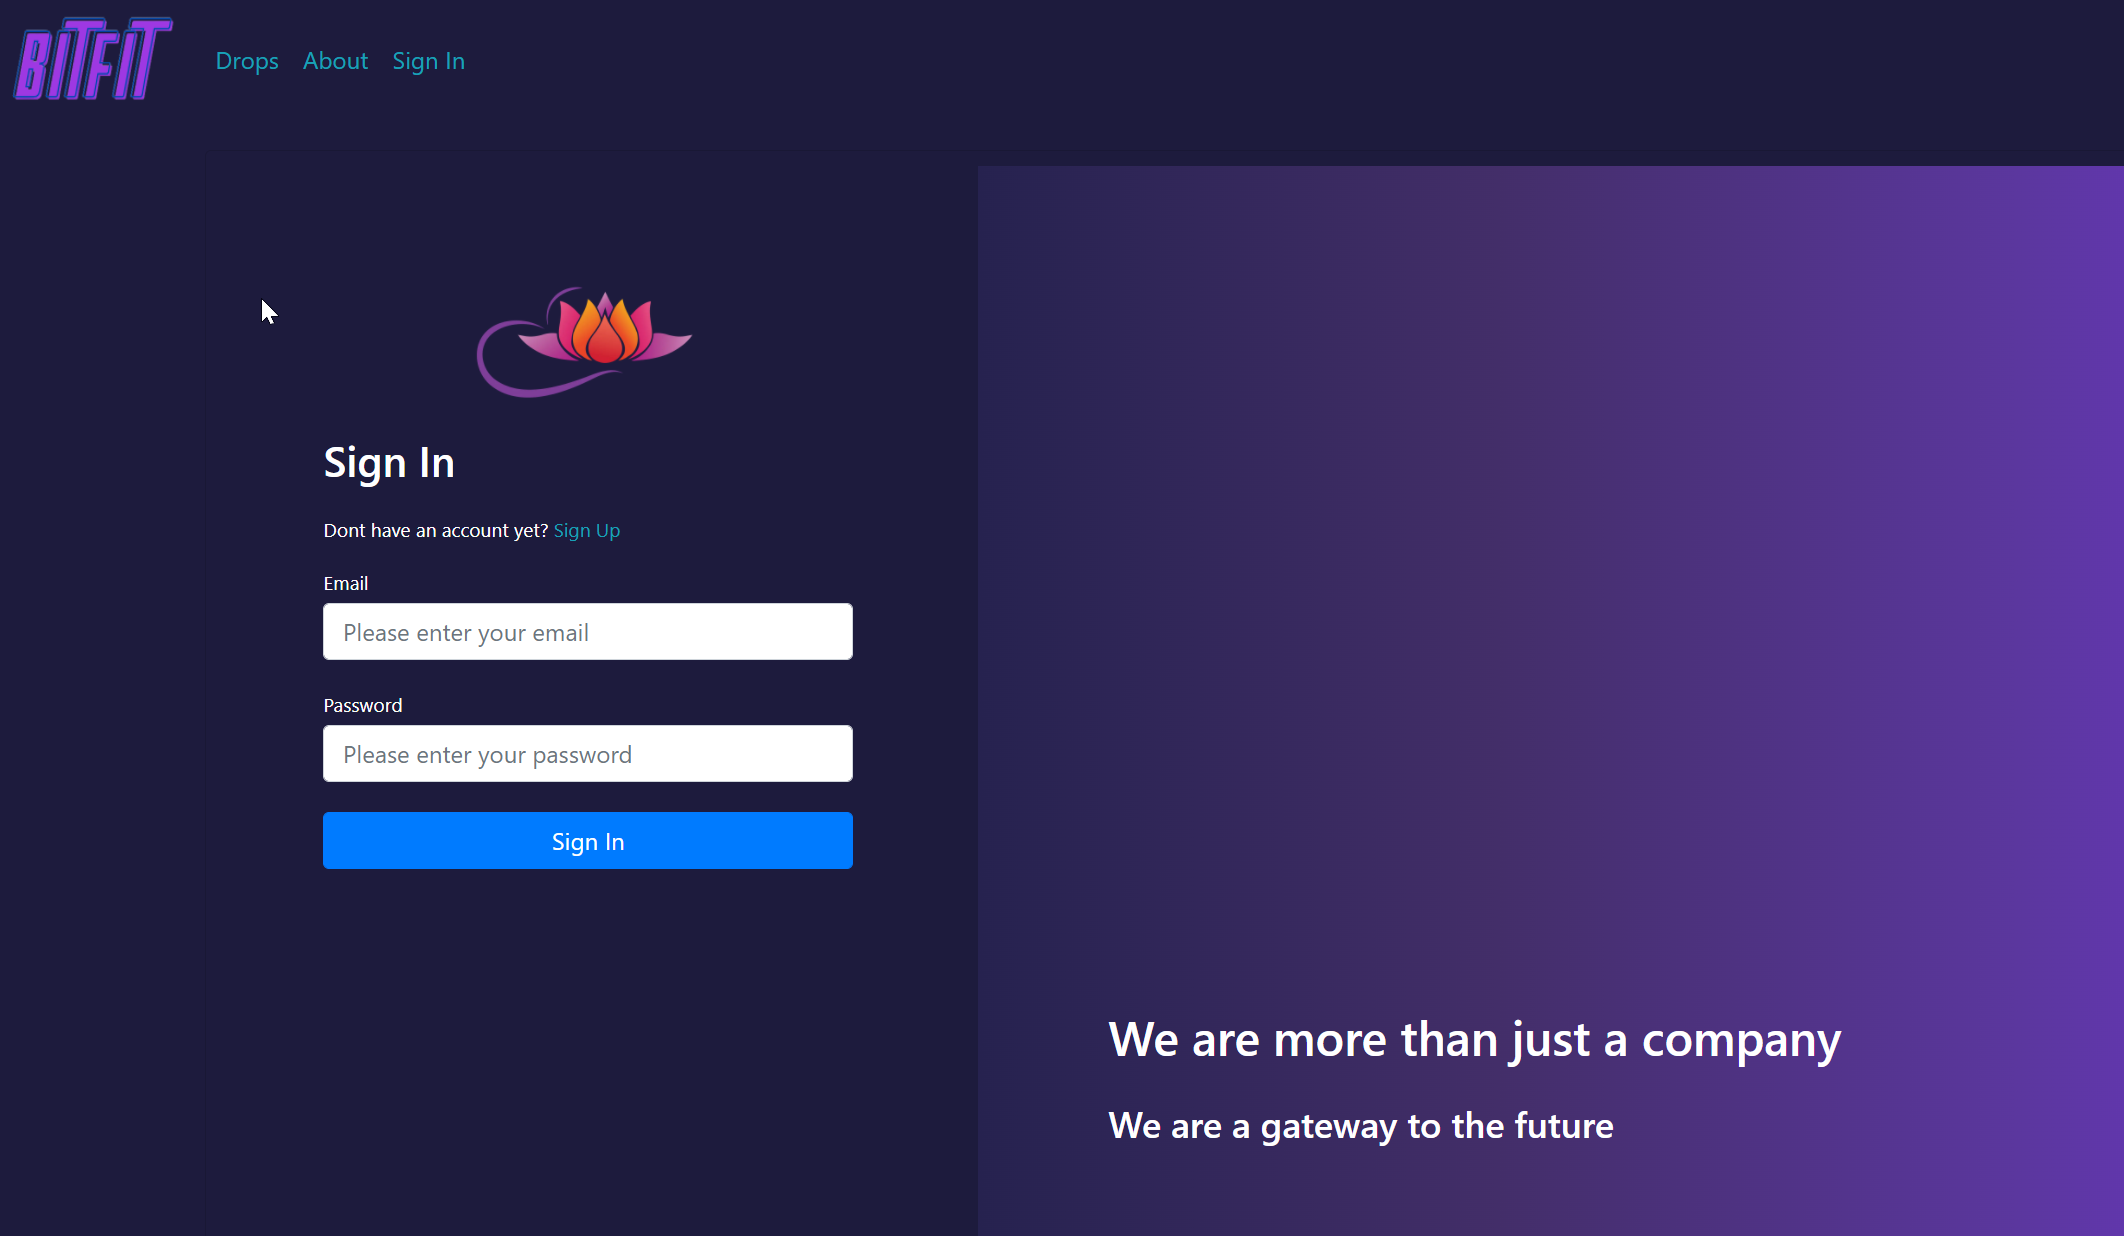 BITFIT
Drops About Sign In
Sign In
Dont have an account yet? Sign Up
Email
Please enter your email
Password
Please enter your password
Sign In
We are more than just a company
We are a gateway to the future